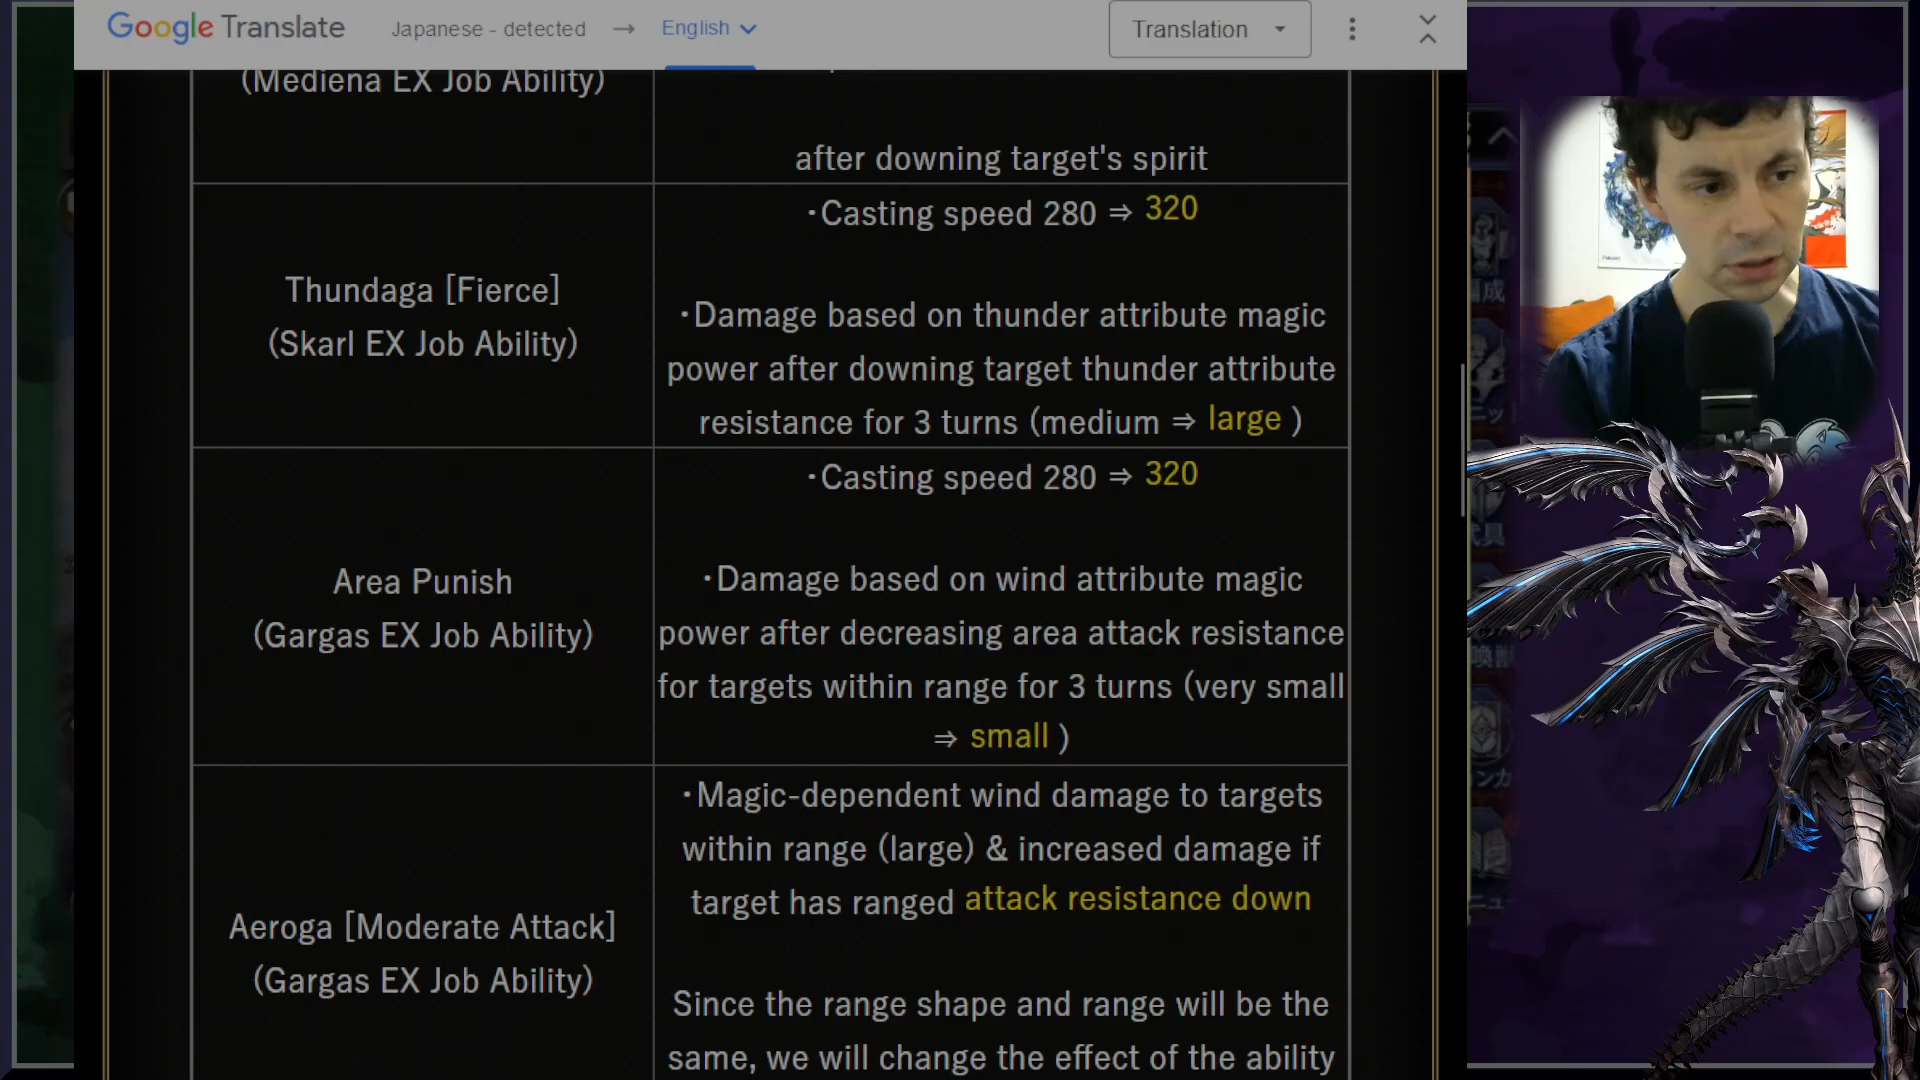 Google Translate Japanese - detected → English Translation
(Mediena EX Job Ability)
after downing target's spirit
Thundaga [Fierce]
(Skarl EX Job Ability)
・Casting speed 280 ⇒ 320
・Damage based on thunder attribute magic
power after downing target thunder attribute
resistance for 3 turns (medium ⇒ large )
Area Punish
(Gargas EX Job Ability)
・Casting speed 280 ⇒ 320
・Damage based on wind attribute magic
power after decreasing area attack resistance
for targets within range for 3 turns (very small
⇒ small )
Aeroga [Moderate Attack]
(Gargas EX Job Ability)
・Magic-dependent wind damage to targets
within range (large) & increased damage if
target has ranged attack resistance down
Since the range shape and range will be the
same, we will change the effect of the ability